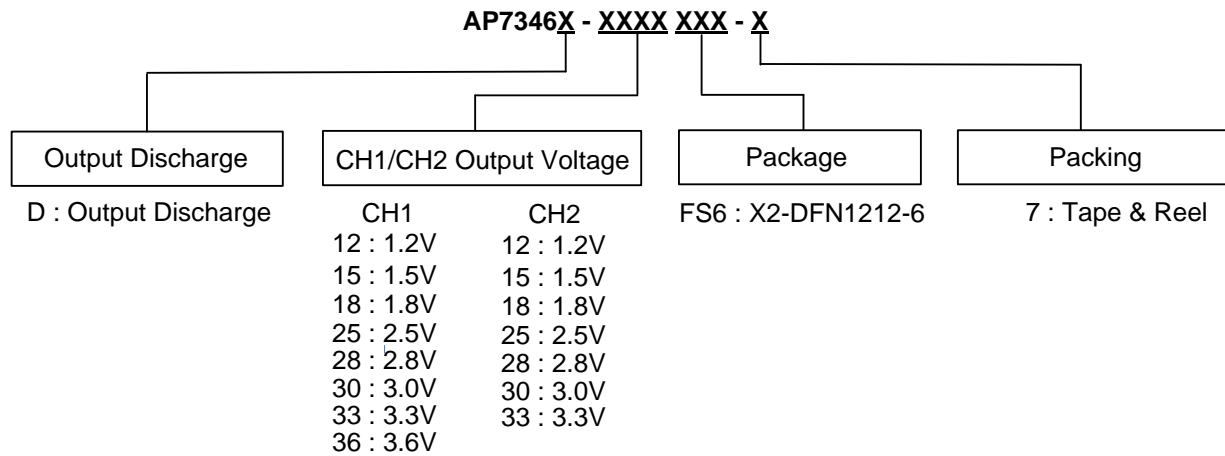 AP7346X - XXXX XXX - X
Output Discharge
D : Output Discharge
CH1/CH2 Output Voltage
CH1
12 : 1.2V
15 : 1.5V
18 : 1.8V
25 : 2.5V
28 : 2.8V
30 : 3.0V
33 : 3.3V
36 : 3.6V
CH2
12 : 1.2V
15 : 1.5V
18 : 1.8V
25 : 2.5V
28 : 2.8V
30 : 3.0V
33 : 3.3V
Package
FS6 : X2-DFN1212-6
Packing
7 : Tape & Reel